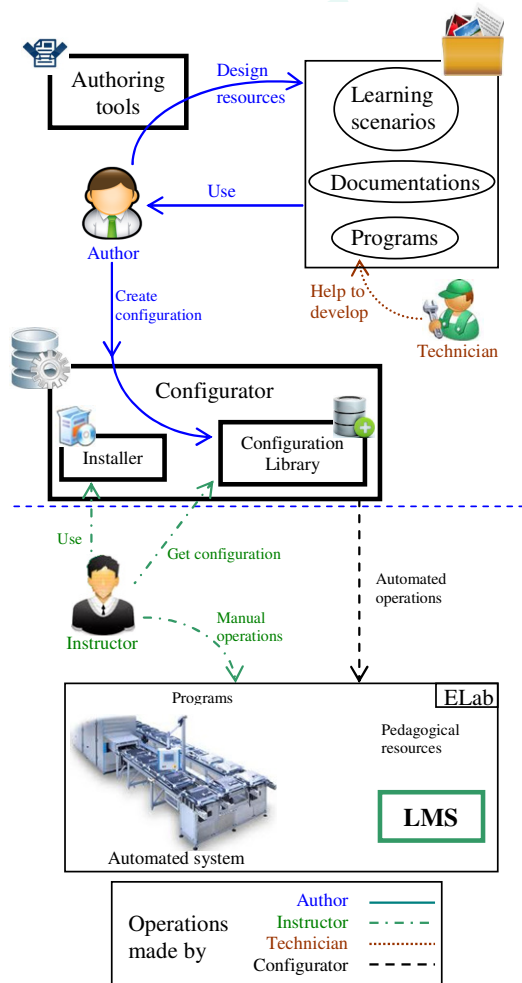 Authoring
tools
Design
resources
Learning
scenarios
Documentations
Use
Programs
Author
Help to
develop
Create
configuration
Technician
Configurator
Installer
Configuration
Library
Use
Get configuration
Automated
operations
Manual
operations
Instructor
Programs
ELab
Pedagogical
resources
LMS
Automated system
Operations
made by
Author
Instructor
Technician
Configurator